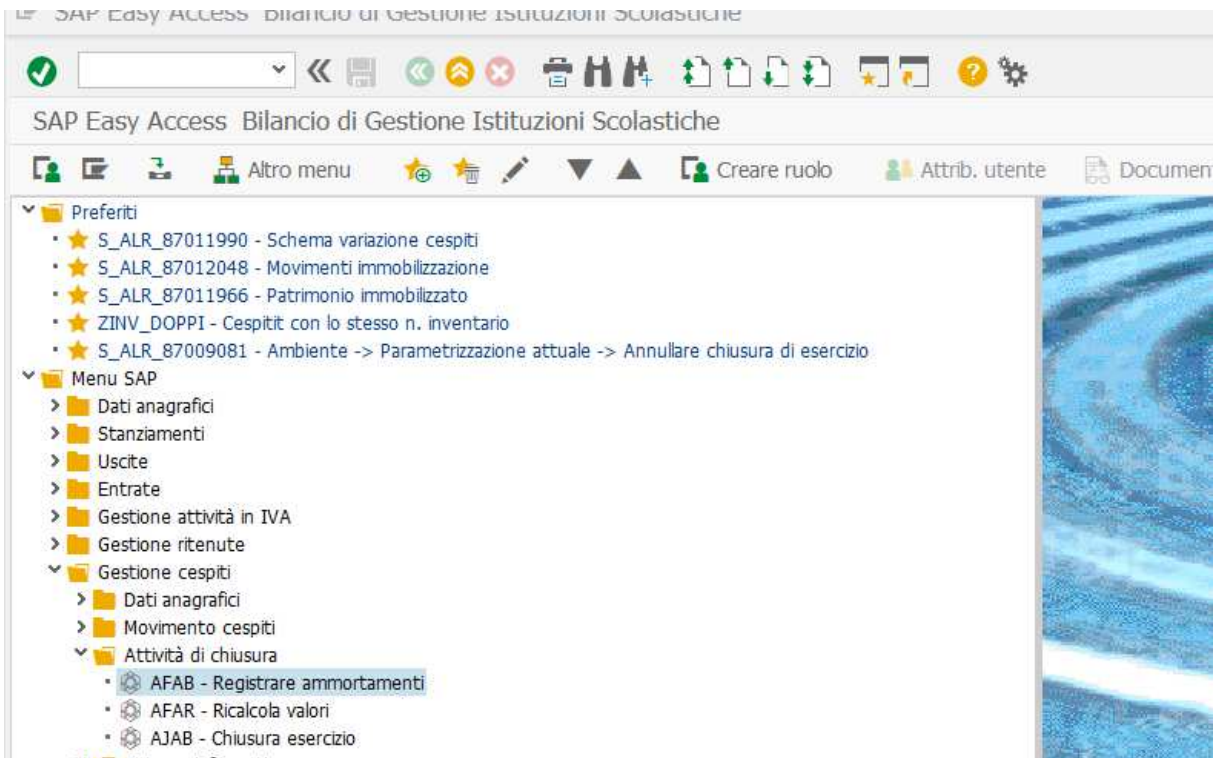 SAP Easy Access Bilancio di Gestione Istituzioni Scolastiche
SAP Easy Access Bilancio di Gestione Istituzioni Scolastiche
Altro menu Creare ruolo Attrib. utente Documen
Preferiti
S_ALR_87011990 - Schema variazione cespiti
S_ALR_87012048 - Movimenti immobilizzazione
S_ALR_87011966 - Patrimonio immobilizzato
ZINV_DOPPI - Cespitit con lo stesso n. inventario
S_ALR_87009081 - Ambiente -> Parametrizzazione attuale -> Annullare chiusura di esercizio
Menu SAP
Dati anagrafici
Stanziamenti
Uscite
Entrate
Gestione attività in IVA
Gestione ritenute
Gestione cespiti
Dati anagrafici
Movimento cespiti
Attività di chiusura
AFAB - Registrare ammortamenti
AFAR - Ricalcola valori
AJAB - Chiusura esercizio